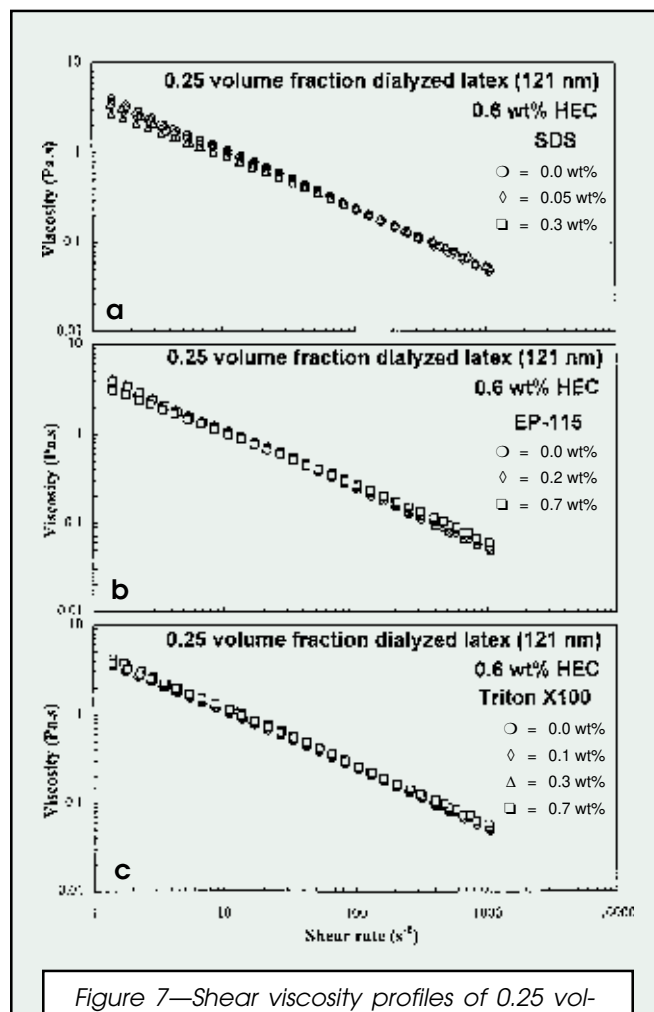 10
0.25 volume fraction dialyzed latex (121 nm)
0.6 wt% HEC
SDS
○ = 0.0 wt%
◊ = 0.05 wt%
❏ = 0.3 wt%
1
Viscosity (Pa.s)
0.1
0.01
a
0.25 volume fraction dialyzed latex (121 nm)
0.6 wt% HEC
EP-115
○ = 0.0 wt%
◊ = 0.2 wt%
❏ = 0.7 wt%
1
Viscosity (Pa.s)
0.1
0.01
b
10
0.25 volume fraction dialyzed latex (121 nm)
0.6 wt% HEC
Triton X100
○ = 0.0 wt%
◊ = 0.1 wt%
∆ = 0.3 wt%
❏ = 0.7 wt%
1
Viscosity (Pa.s)
0.1
0.01
c
1 10 100 1000
Shear rate
Figure 7—Shear viscosity profiles of 0.25 vol-